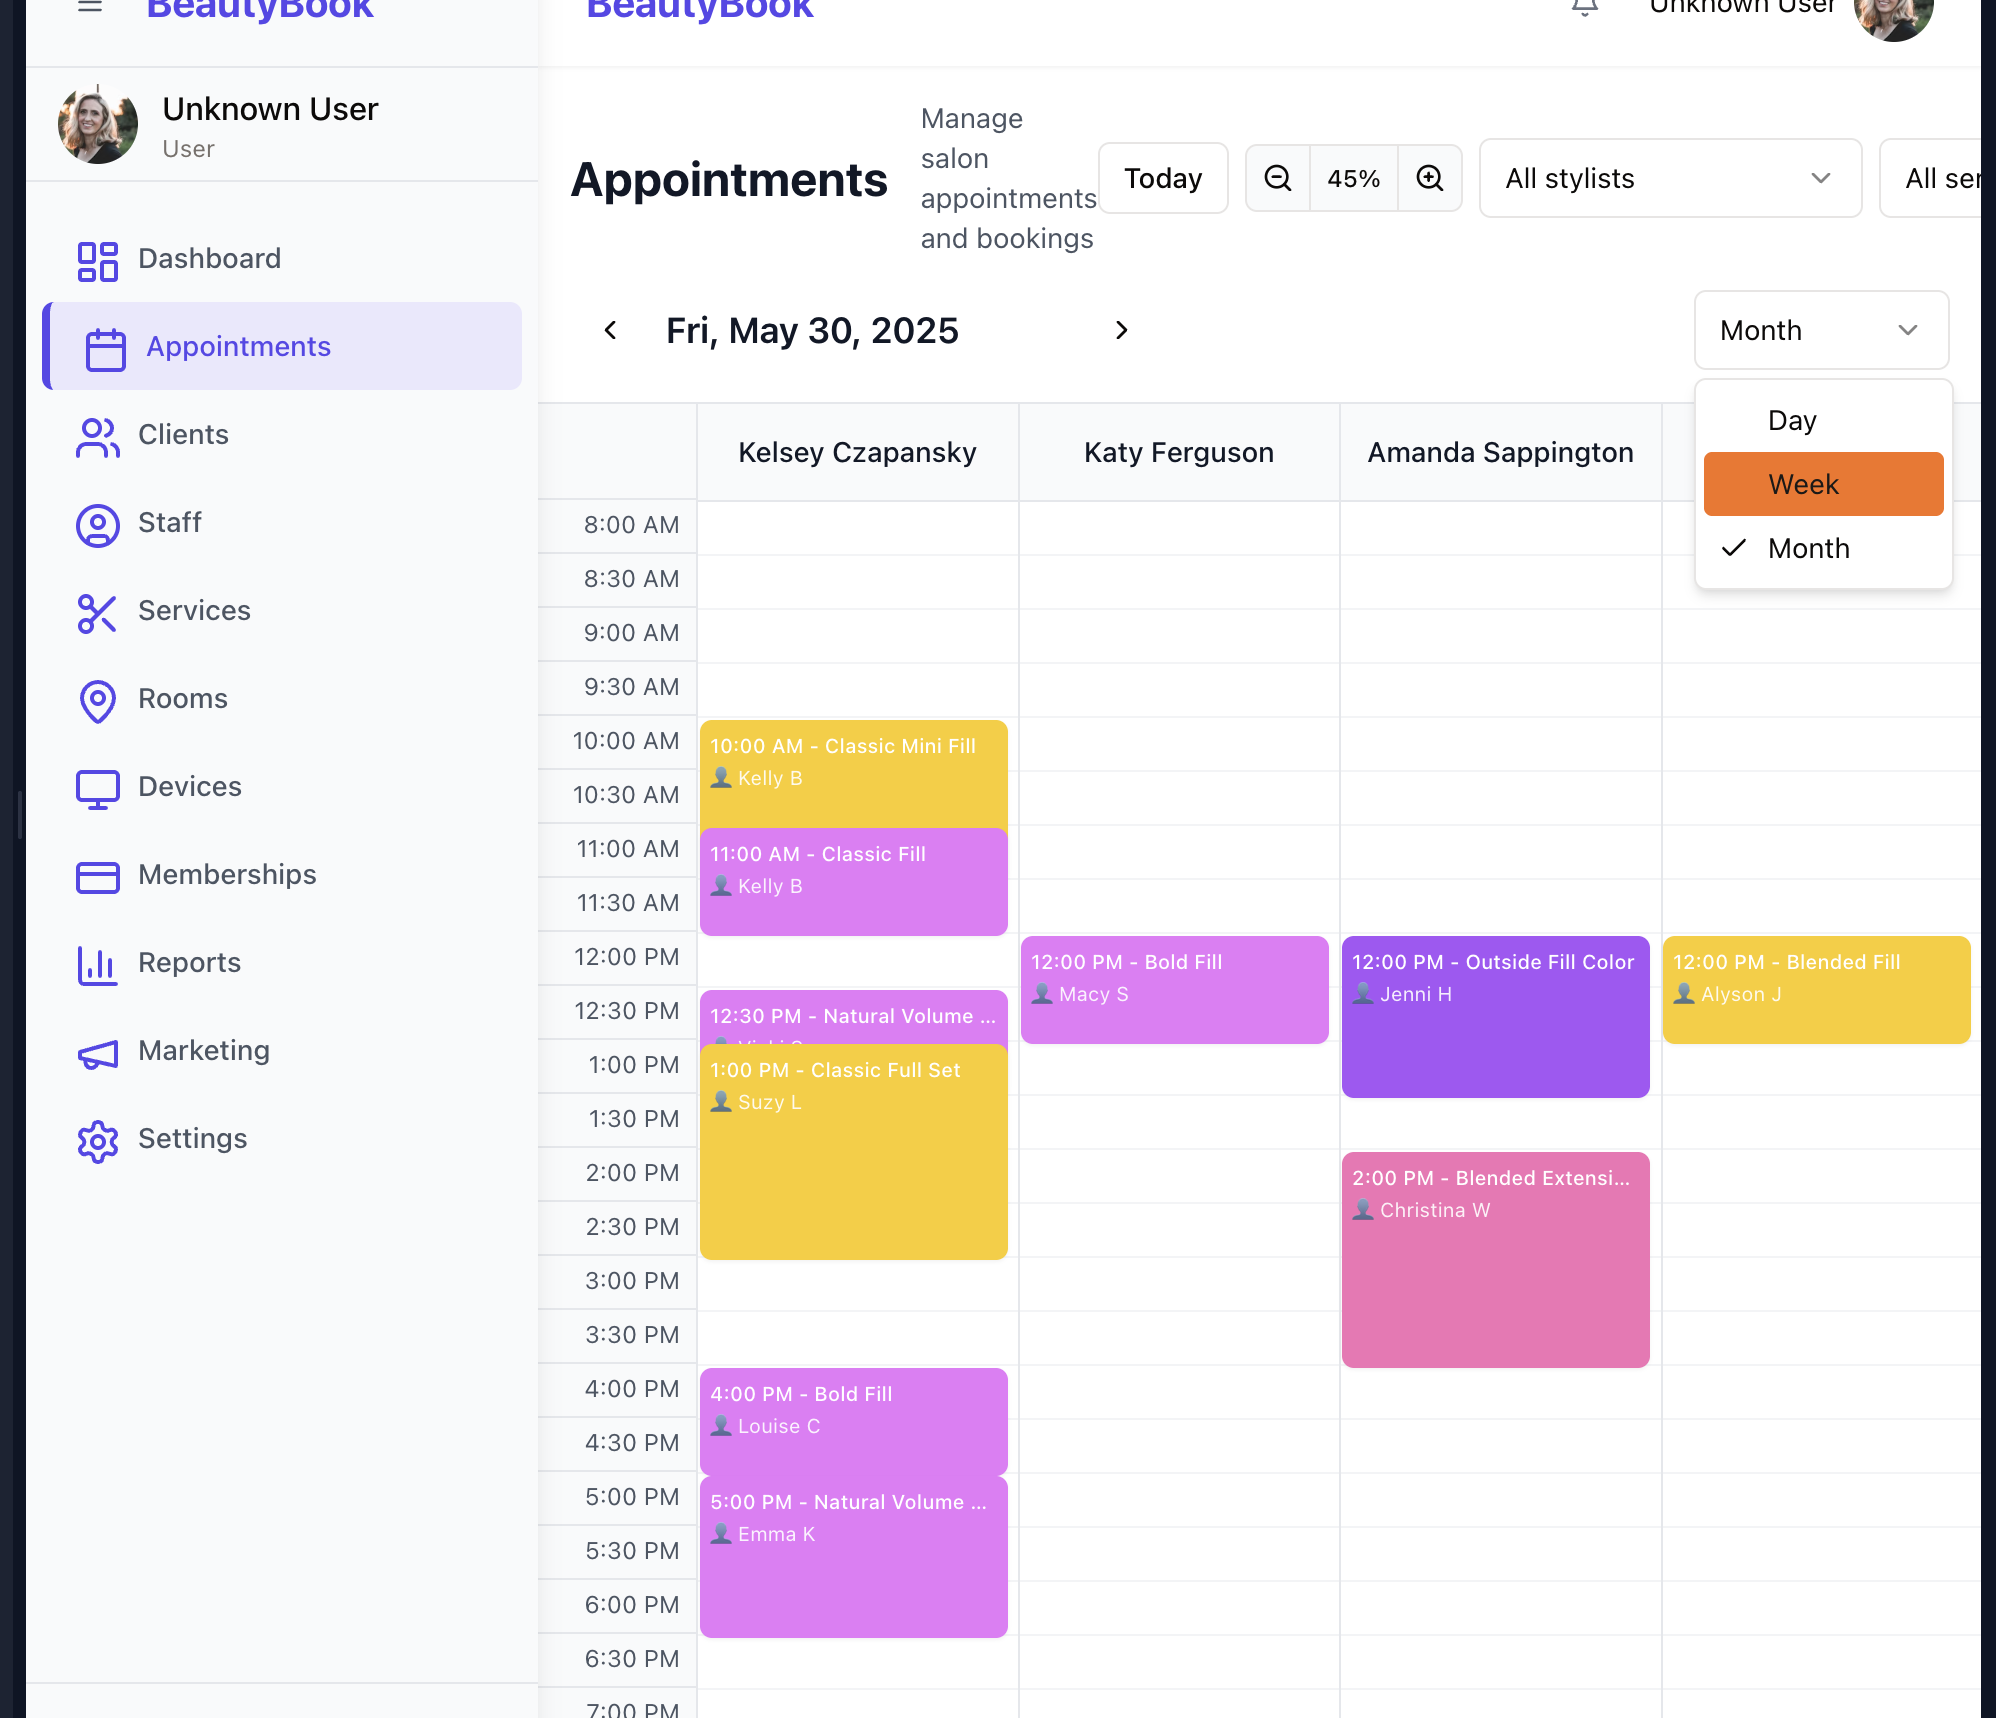 BeautyBook
BeautyBook
Unknown User
Unknown User
User
Dashboard
Appointments
Clients
Staff
Services
Rooms
Devices
Memberships
Reports
Marketing
Settings
Appointments
Manage
salon
appointments
and bookings
Today
45%
All stylists
All ser
Fri, May 30, 2025
Month
Day
Week
Month
Kelsey Czapansky
Katy Ferguson
Amanda Sappington
8:00 AM
8:30 AM
9:00 AM
9:30 AM
10:00 AM
10:30 AM
11:00 AM
11:30 AM
12:00 PM
12:30 PM
1:00 PM
1:30 PM
2:00 PM
2:30 PM
3:00 PM
3:30 PM
4:00 PM
4:30 PM
5:00 PM
5:30 PM
6:00 PM
6:30 PM
7:00 PM
10:00 AM - Classic Mini Fill
Kelly B
11:00 AM - Classic Fill
Kelly B
12:30 PM - Natural Volume ...
1:00 PM - Classic Full Set
Suzy L
4:00 PM - Bold Fill
Louise C
5:00 PM - Natural Volume ...
Emma K
12:00 PM - Bold Fill
Macy S
12:00 PM - Outside Fill Color
Jenni H
2:00 PM - Blended Extensi...
Christina W
12:00 PM - Blended Fill
Alyson J